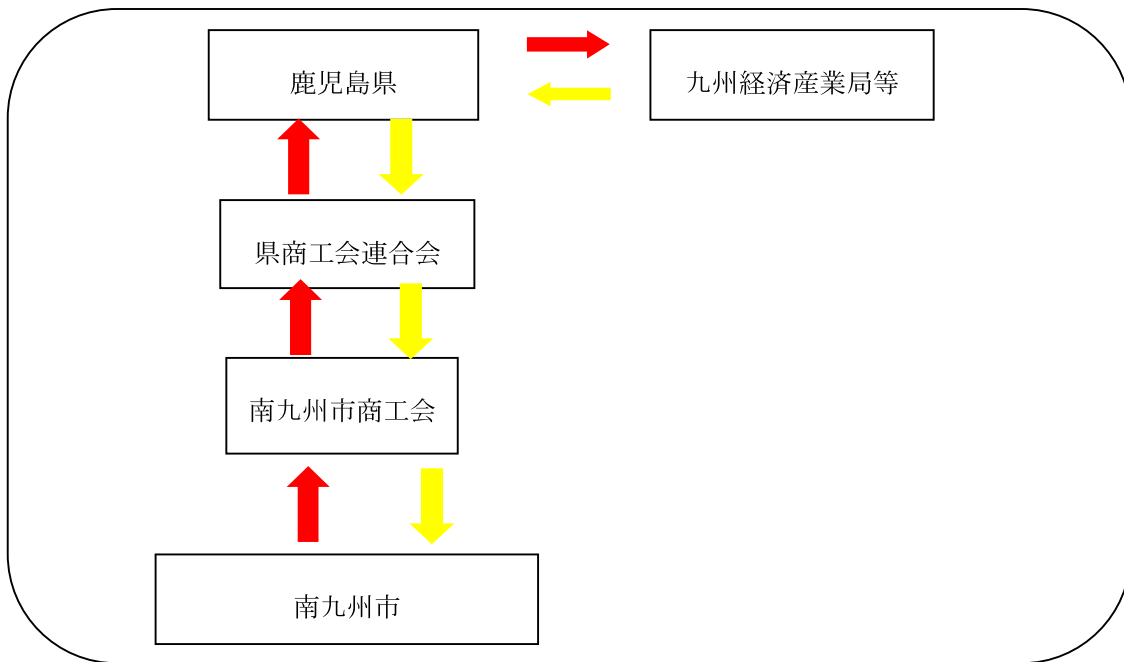 鹿児島県
九州経済産業局等
県商工会連合会
南九州市商工会
南九州市